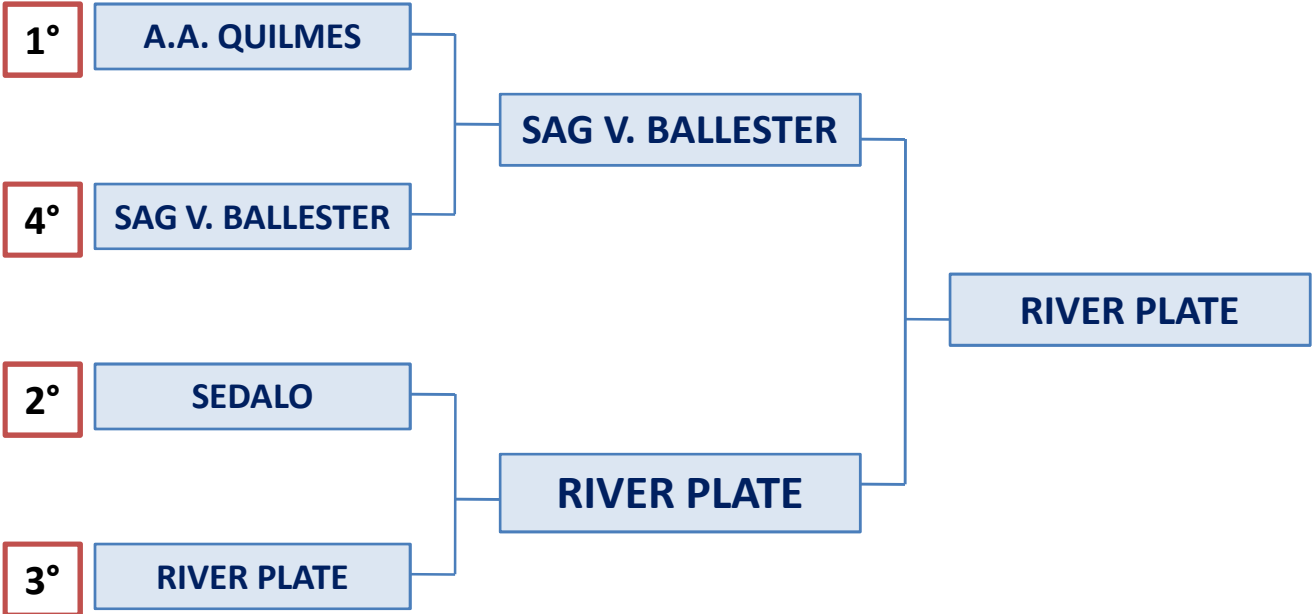 1°
A.A. QUILMES
SAG V. BALLESTER
4°
SAG V. BALLESTER
RIVER PLATE
2°
SEDALO
RIVER PLATE
3°
RIVER PLATE